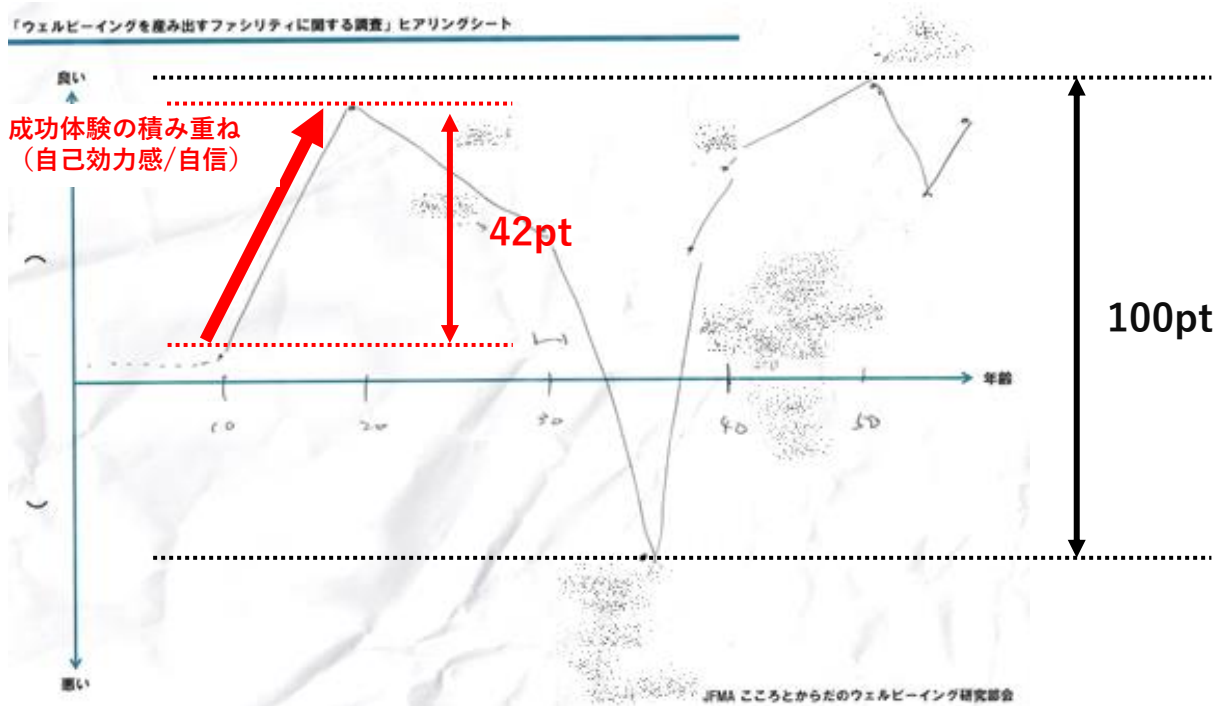 「ウェルビーイングを産み出すファシリティに関する調査」ヒアリングシート
良い
成功体験の積み重ね
（自己効力感/自信）
42pt
100pt
年齢
10
20
30
40
50
悪い
JFMA こころとからだのウェルビーイング研究部会